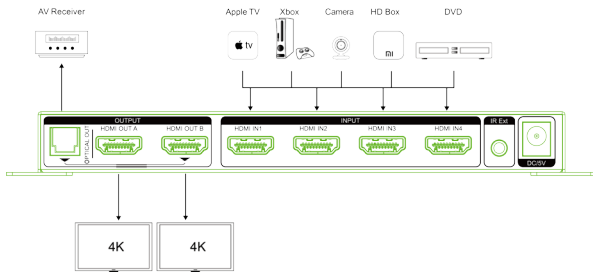 AV Receiver
Apple TV
Xbox
Camera
HD Box
DVD
tv
mi
OUTPUT
INPUT
IR Ext
OPTICAL OUT
HDMI OUT A
HDMI OUT B
HDMI IN1
HDMI IN2
HDMI IN3
HDMI IN4
DC/5V
4K
4K